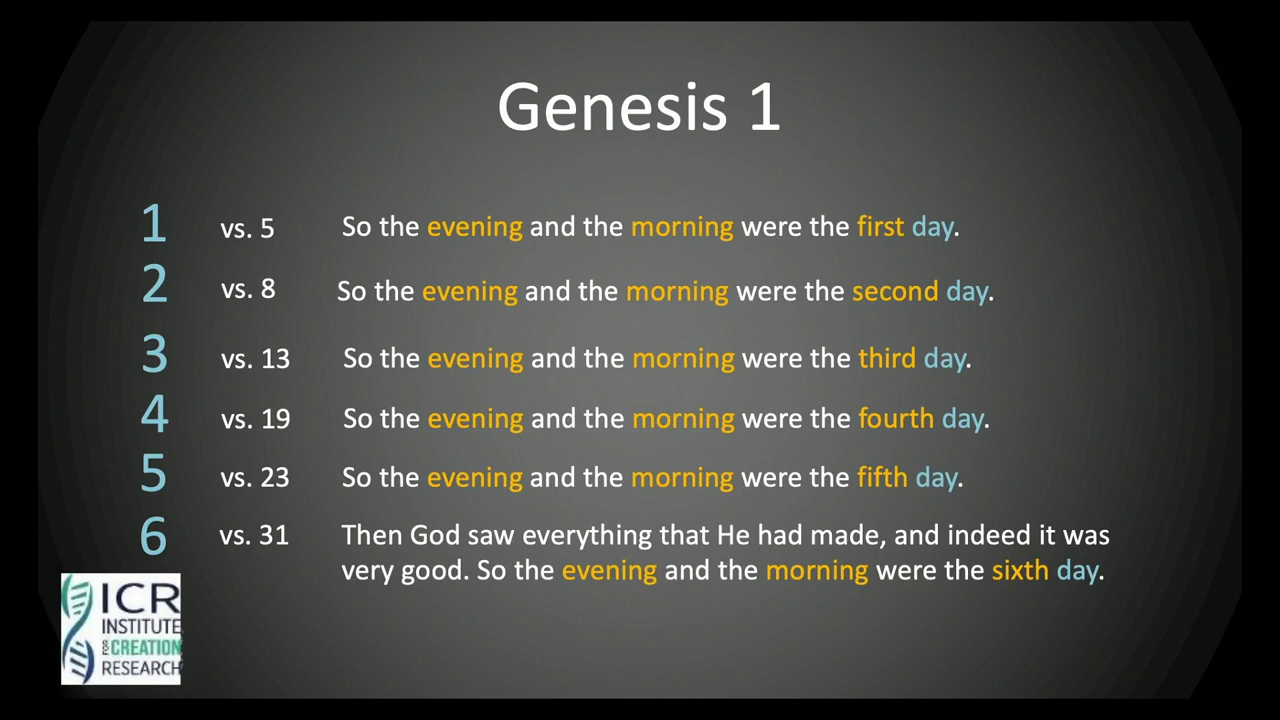 Genesis 1
1 vs. 5 So the evening and the morning were the first day.
2 vs. 8 So the evening and the morning were the second day.
3 vs. 13 So the evening and the morning were the third day.
4 vs. 19 So the evening and the morning were the fourth day.
5 vs. 23 So the evening and the morning were the fifth day.
6 vs. 31 Then God saw everything that He had made, and indeed it was
very good. So the evening and the morning were the sixth day.
ICR
INSTITUTE
FOR CREATION
RESEARCH